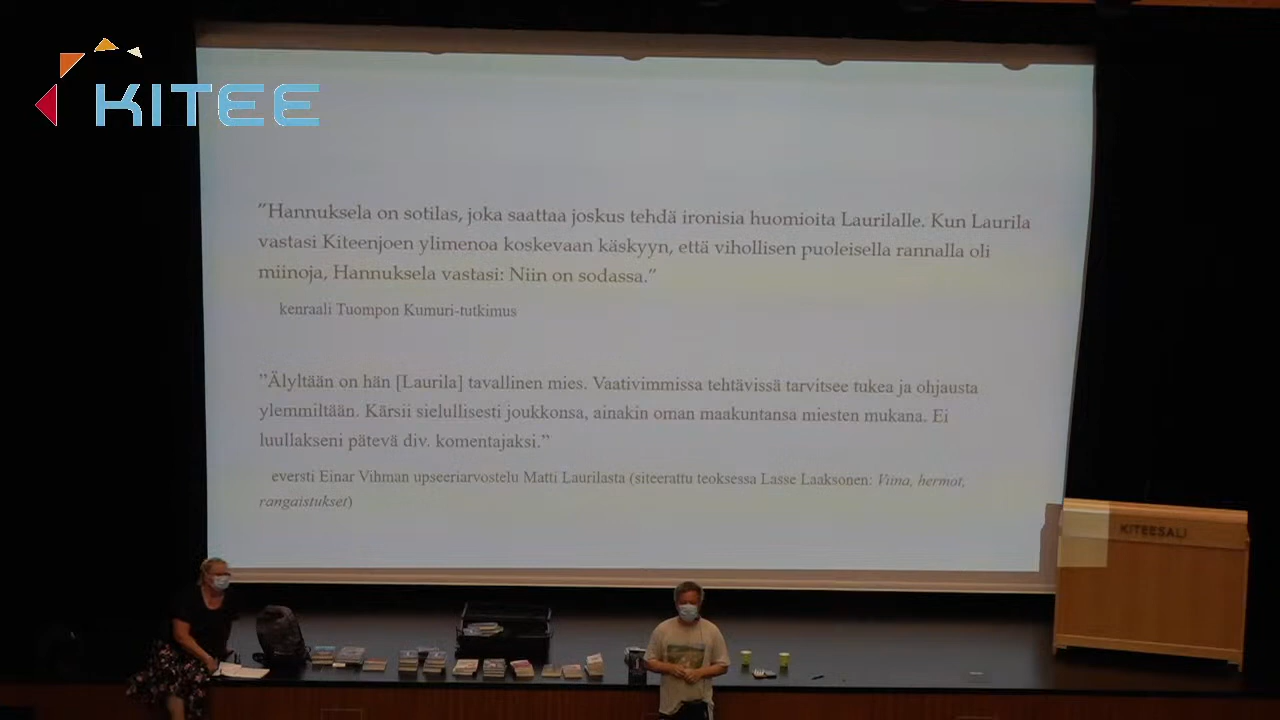 KITEE
”Hannuksela on sotilas, joka saattaa joskus tehdä ironisia huomioita Laurilalle. Kun Laurila
vastasi Kiteenjoen ylimenoa koskevaan käskyyn, että vihollisen puoleisella rannalla oli
miinoja, Hannuksela vastasi: Niin on sodassa.”
kenraali Tuompon Kumuri-tutkimus
”Älyltään on hän [Laurila] tavallinen mies. Vaativimmissa tehtävissä tarvitsee tukea ja ohjausta
ylemmiltään. Kärsii sielullisesti joukkonsa, ainakin oman maakuntansa miesten mukana. Ei
luullakseni pätevä div. komentajaksi.”
eversti Einar Vihman upseeriarvostelu Matti Laurilasta (siteerattu teoksessa Lasse Laaksonen: Viina, hermot,
rangaistukset)
KITEESALI